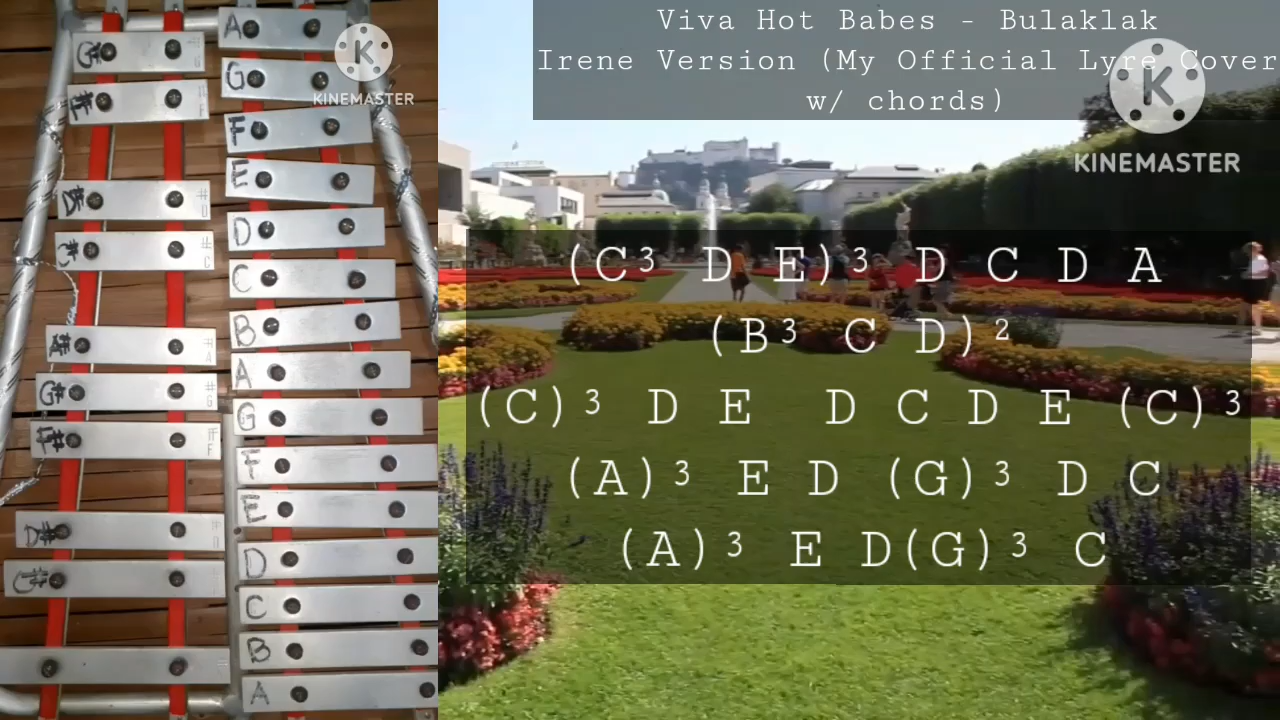 Viva Hot Babes - Bulaklak
Irene Version (My Official Lyre Cover
w/ chords)
KINEMASTER
KINEMASTER
(C³ D E)³ D C D A
(B³ C D)²
(C)³ D E D C D E (C)³
(A)³ E D (G)³ D C
(A)³ E D(G)³ C
A
G
F
E
D
C
B
A
G
F
E
D
C
B
A
G#
#D
#C
#A
G# #G
#F
D#